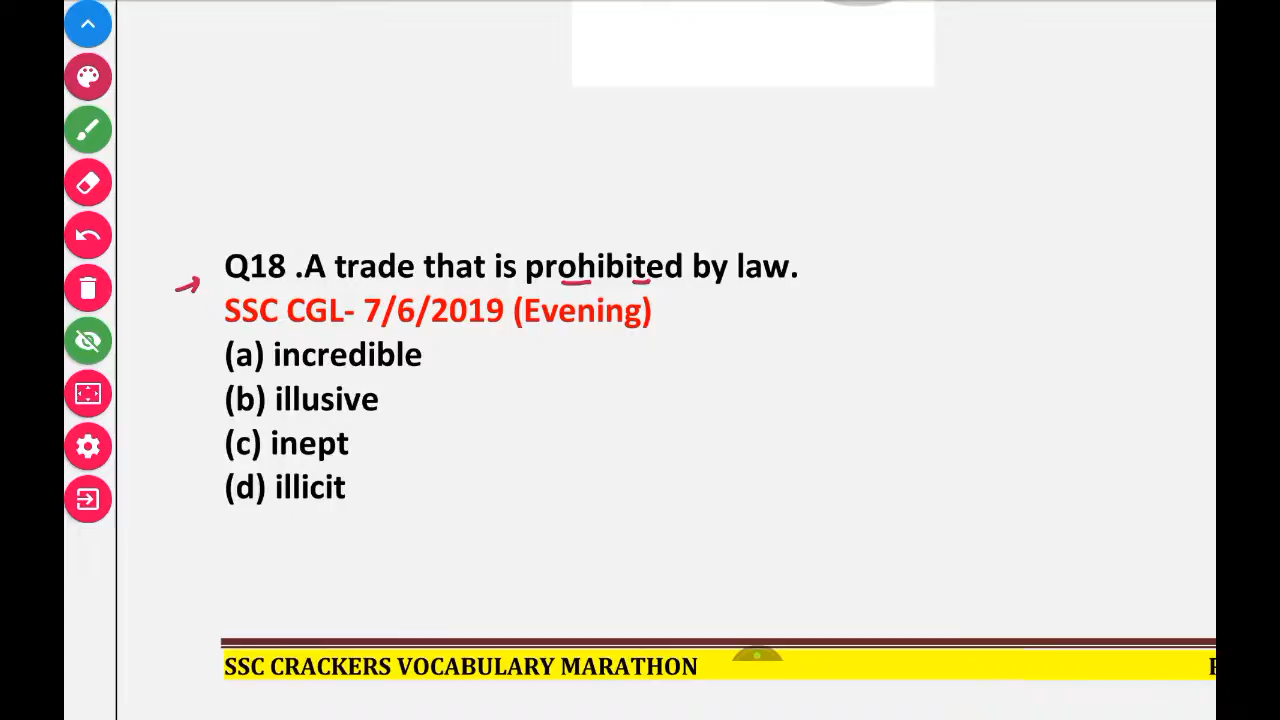 Q18 .A trade that is prohibited by law.
SSC CGL- 7/6/2019 (Evening)
(a) incredible
(b) illusive
(c) inept
(d) illicit
SSC CRACKERS VOCABULARY MARATHON